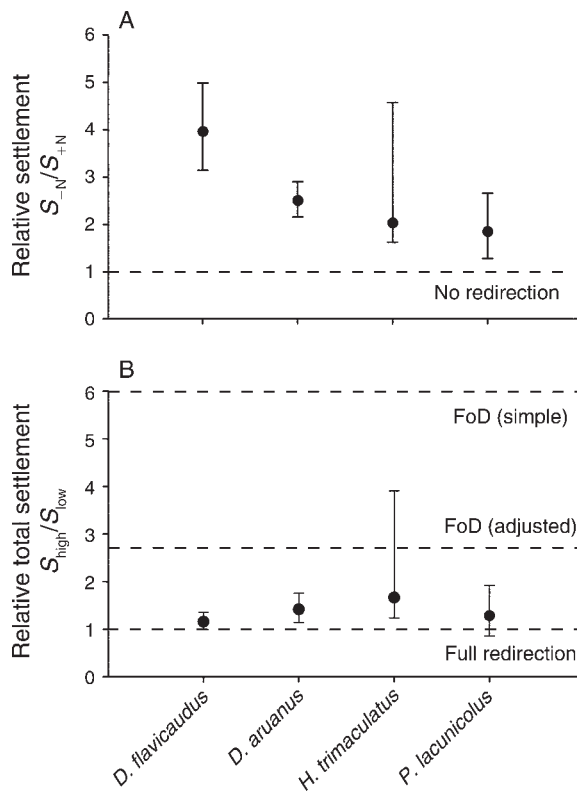 A
6
5
4
3
2
1
0
Relative settlement
S−N/S+N
No redirection
B
6
5
4
3
2
1
0
Relative total settlement
Shigh/Slow
FoD (simple)
FoD (adjusted)
Full redirection
D. flavicaudus
D. aruanus
H. trimaculatus
P. lacunicolus